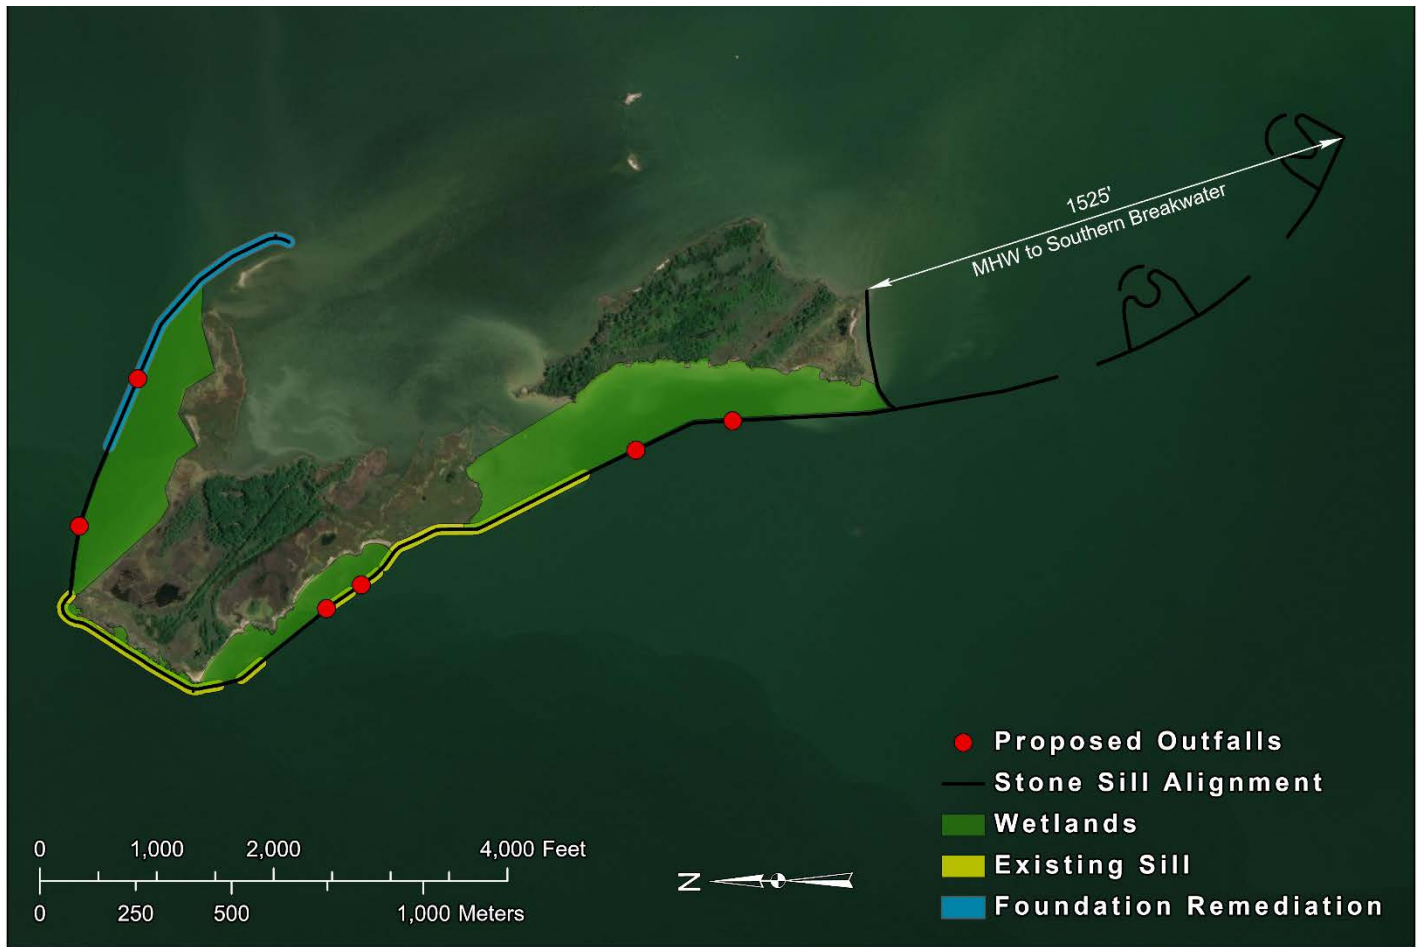 1525'
MHW to Southern Breakwater
Proposed Outfalls
Stone Sill Alignment
Wetlands
Existing Sill
Foundation Remediation
0 1,000 2,000 4,000 Feet
0 250 500 1,000 Meters
N